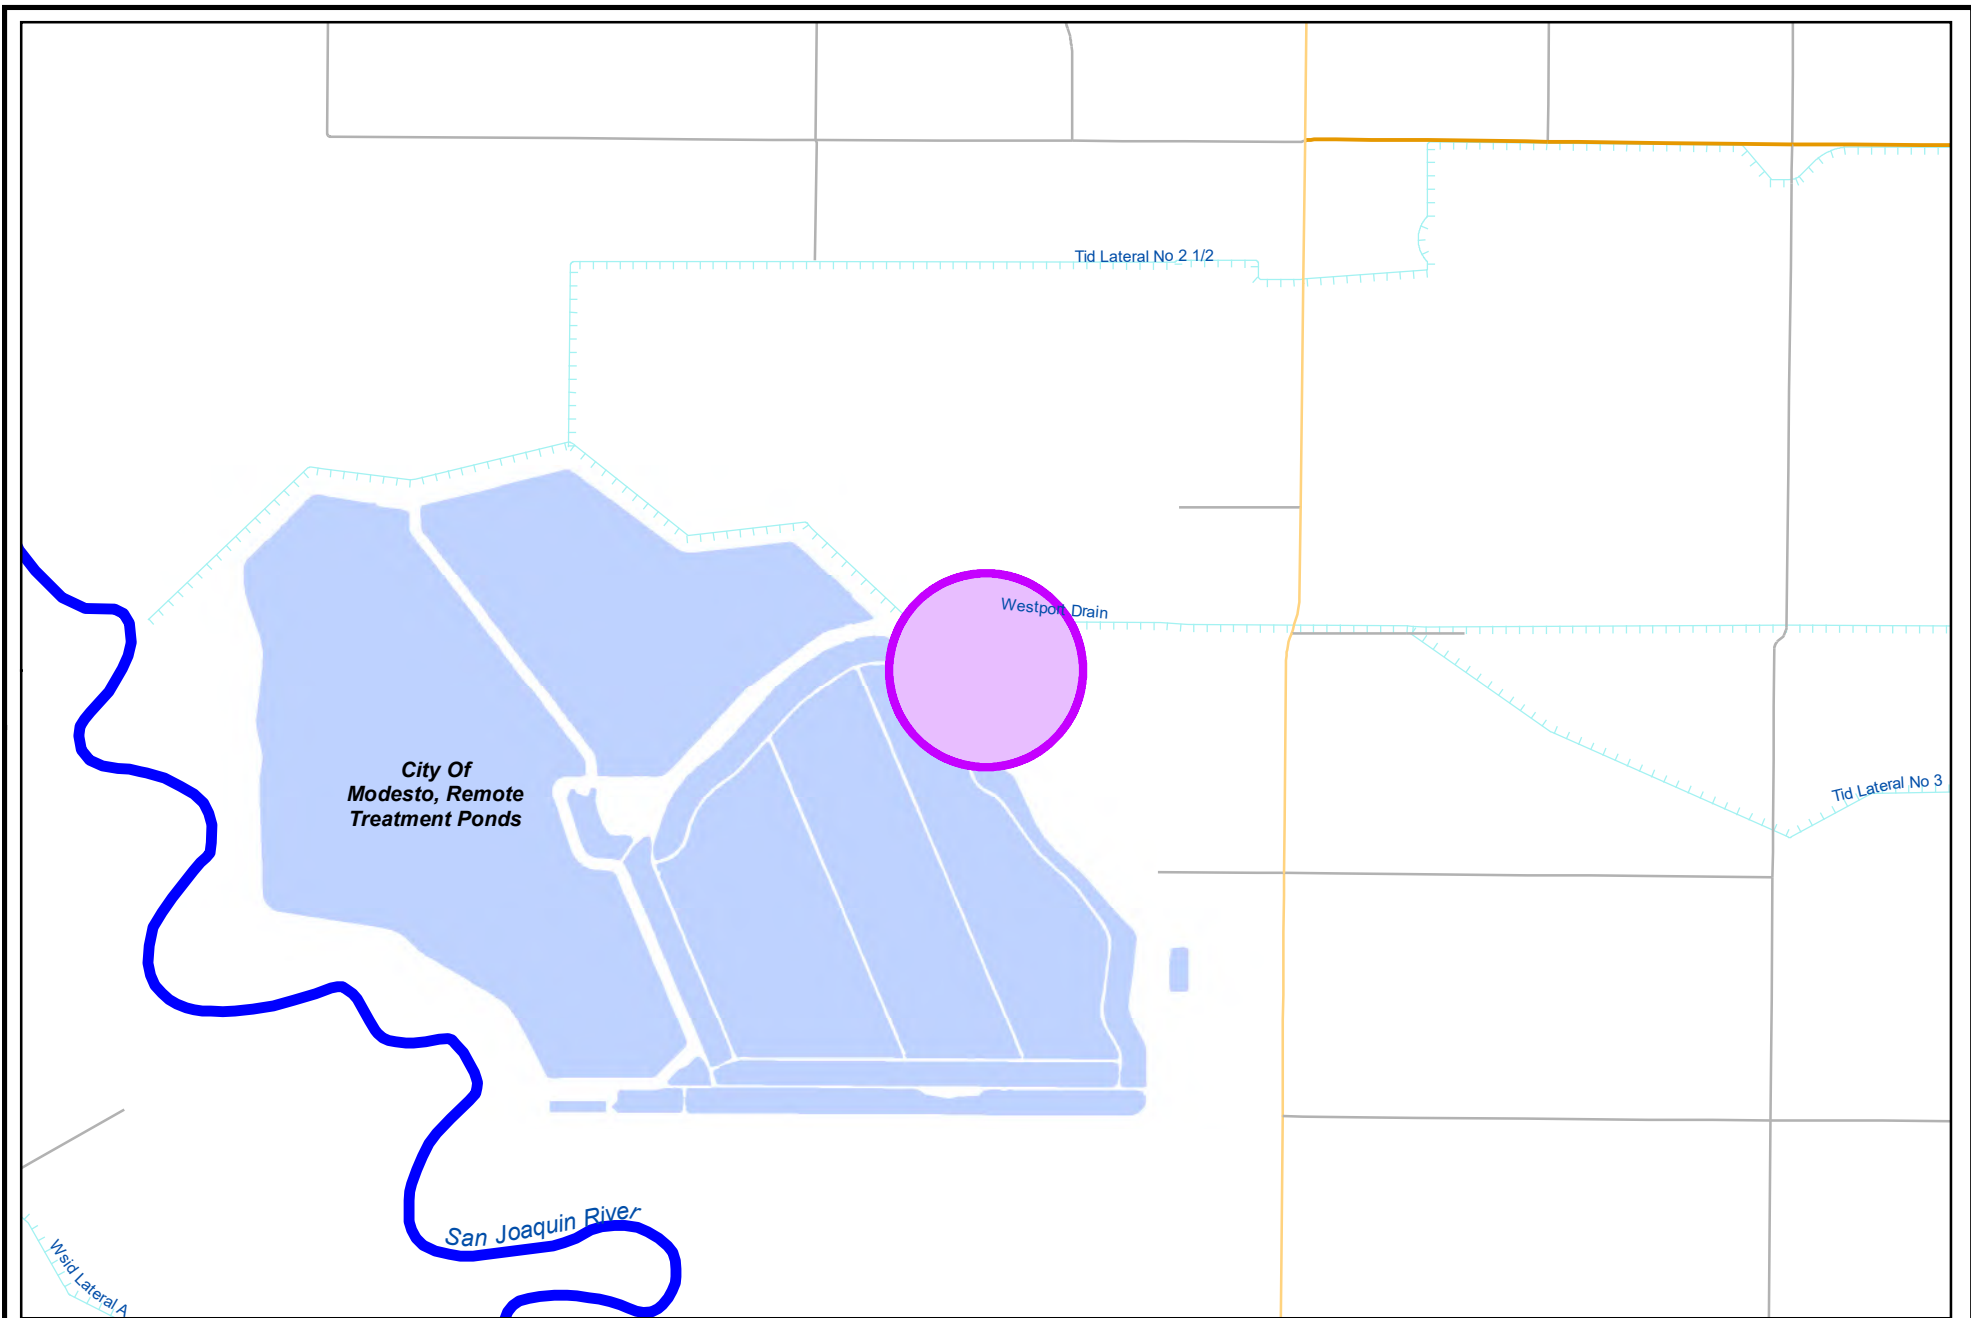 Tid Lateral No 2 1/2
Westport Drain
City Of
Modesto, Remote
Treatment Ponds
Tid Lateral No 3
San Joaquin River
Wsid Lateral A